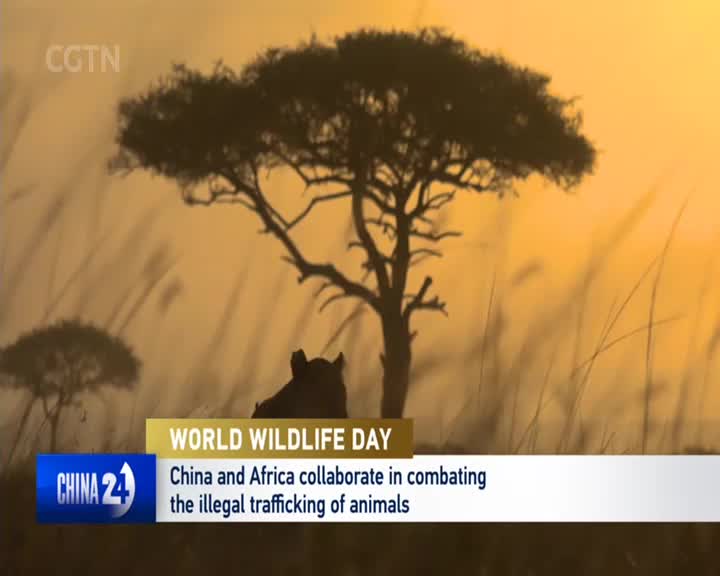 CGTN
WORLD WILDLIFE DAY
CHINA 24
China and Africa collaborate in combating
the illegal trafficking of animals